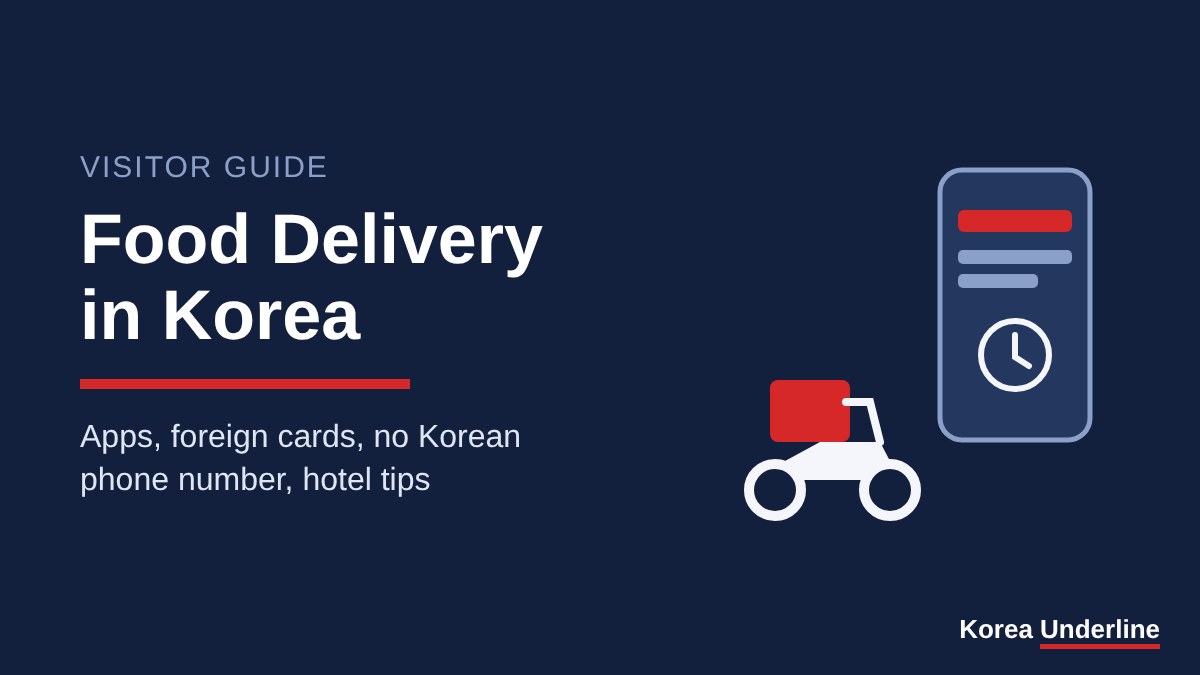 VISITOR GUIDE
Food Delivery
in Korea
Apps, foreign cards, no Korean
phone number, hotel tips
Korea Underline